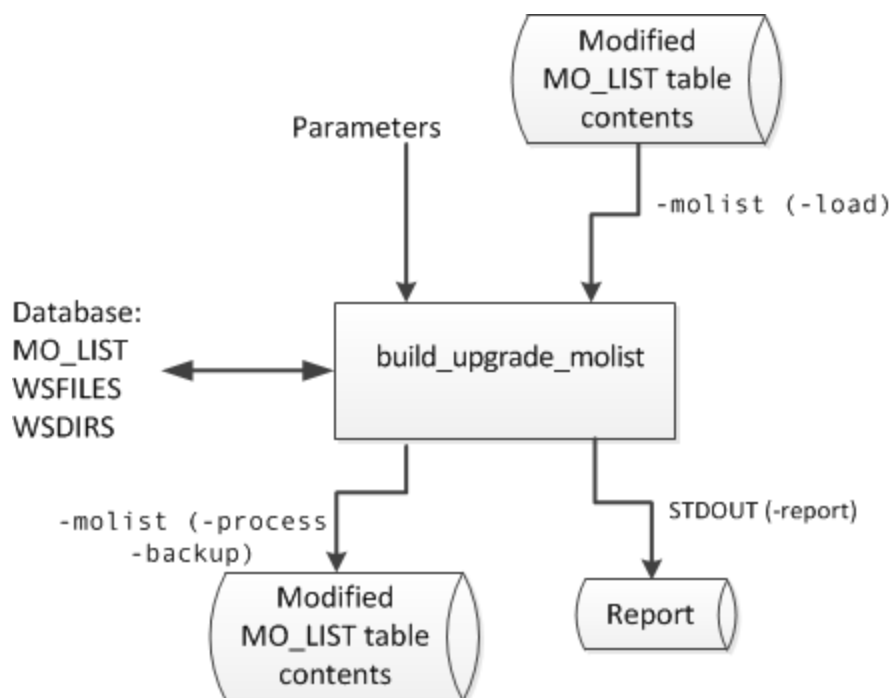 Modified
MO_LIST table
contents
Parameters
-molist (-load)
Database:
MO_LIST
WSFILES
WSDIRS
build_upgrade_molist
-molist (-process
-backup)
STDOUT (-report)
Modified
MO_LIST table
contents
Report